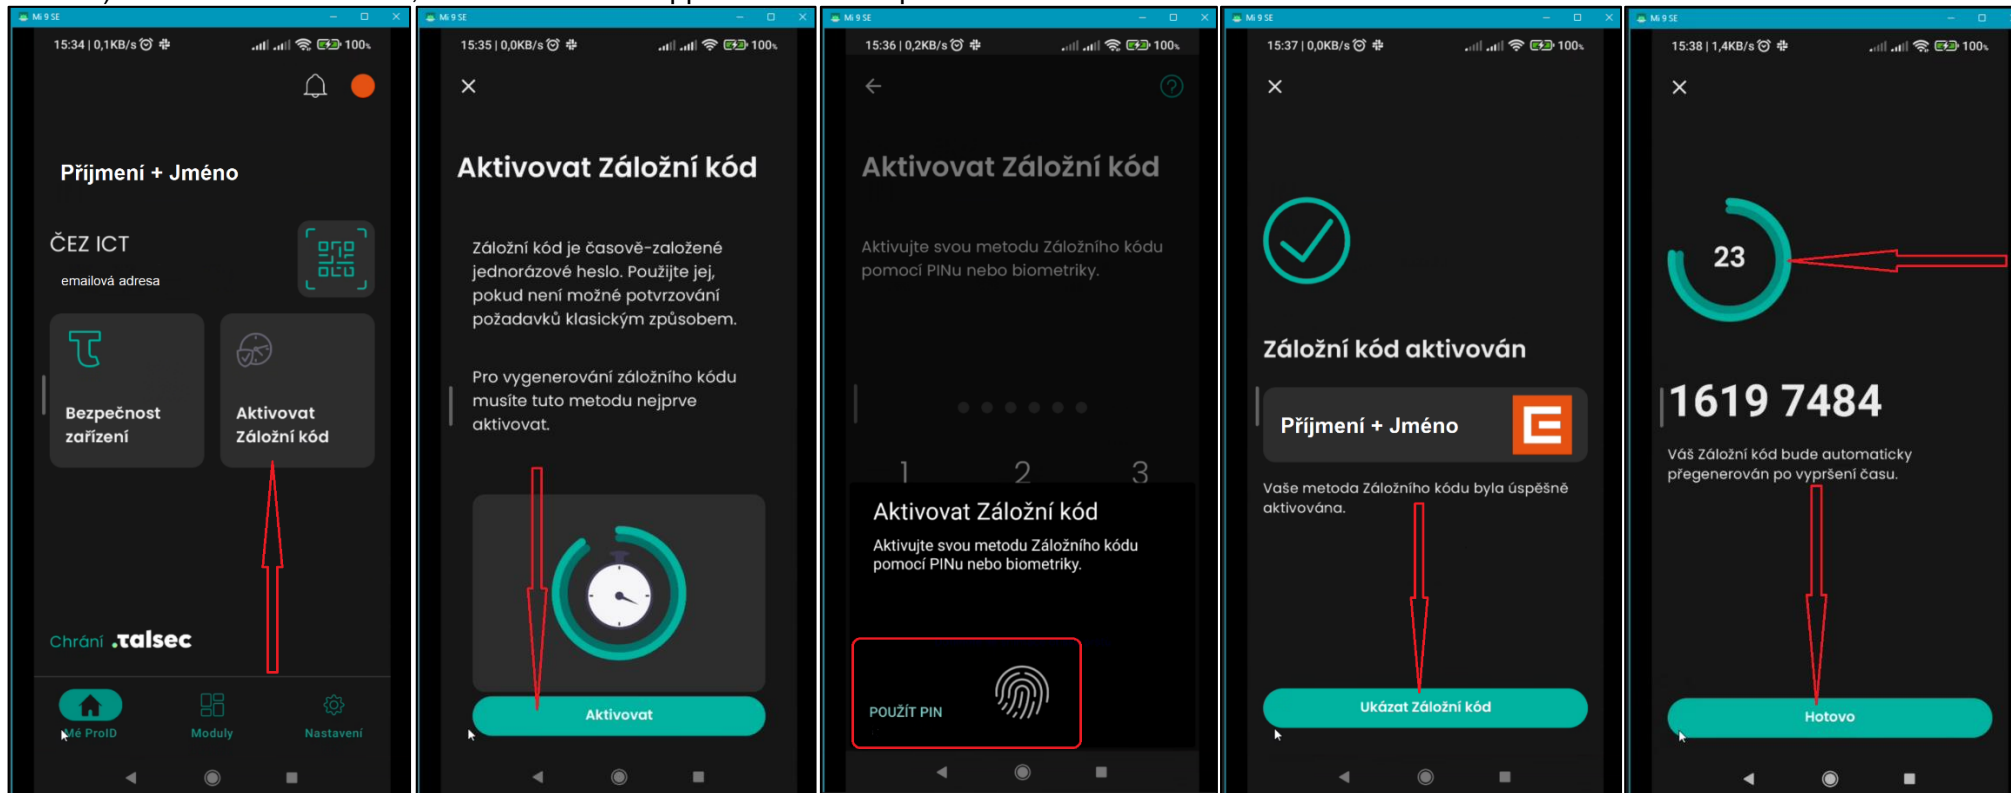 Mi 9 SE
15:34 | 0,1KB/s
100%
Příjmení + Jméno
ČEZ ICT
emailová adresa
Bezpečnost
zařízení
Aktivovat
Záložní kód
Chrání .talsec
Mé ProID
Moduly
Nastavení
Mi 9 SE
15:35 | 0,0KB/s
100%
Aktivovat Záložní kód
Záložní kód je časově-založené
jednorázové heslo. Použijte jej,
pokud není možné potvrzování
požadavků klasickým způsobem.
Pro vygenerování záložního kódu
musíte tuto metodu nejprve
aktivovat.
Aktivovat
Mi 9 SE
15:36 | 0,2KB/s
100%
Aktivovat Záložní kód
Aktivujte svou metodu Záložního kódu
pomocí PINu nebo biometriky.
1 2 3
Aktivovat Záložní kód
Aktivujte svou metodu Záložního kódu
pomocí PINu nebo biometriky.
POUŽÍT PIN
Mi 9 SE
15:37 | 0,0KB/s
100%
Záložní kód aktivován
Příjmení + Jméno
Vaše metoda Záložního kódu byla úspěšně
aktivována.
Ukázat Záložní kód
Mi 9 SE
15:38 | 1,4KB/s
100%
23
1619 7484
Váš Záložní kód bude automaticky
přegenerován po vypršení času.
Hotovo